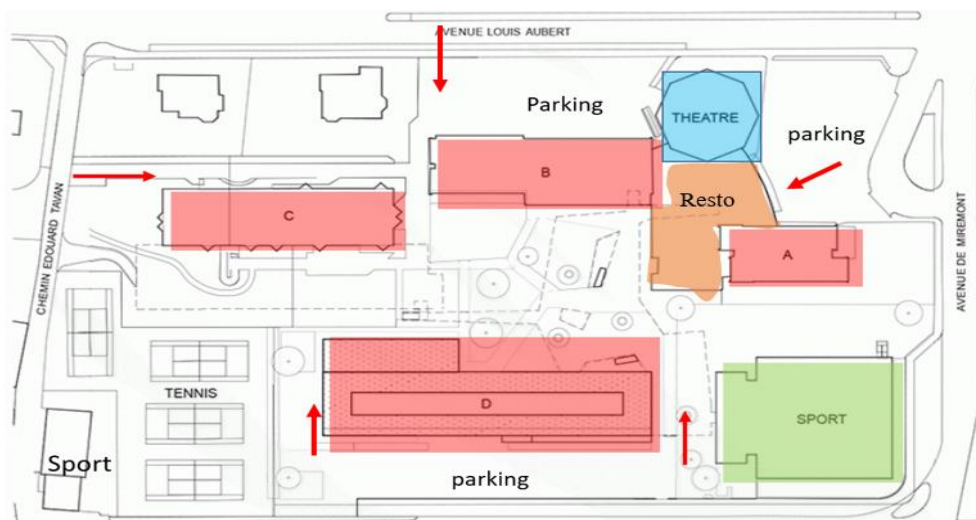 AVENUE LOUIS AUBERT
Parking
THEATRE
parking
B
Resto
C
A
CHEMIN EDOUARD TAVAN
AVENUE DE MIREMONT
TENNIS
D
SPORT
Sport
parking